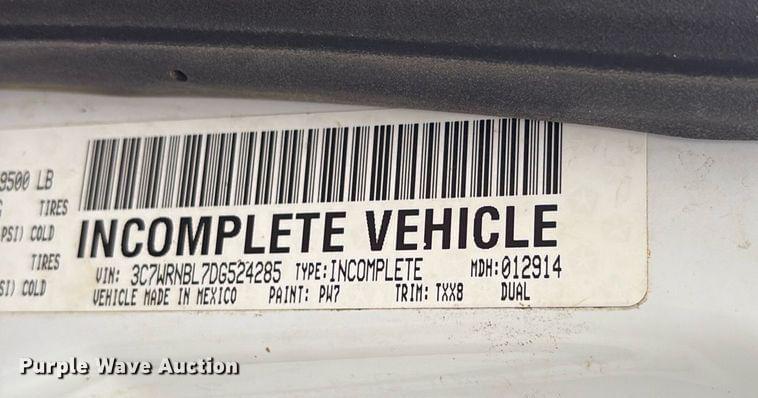 9500 LB
TIRES
PSI) COLD
TIRES
SI) COLD
INCOMPLETE VEHICLE
VIN: 3C7WRNBL7DG524285 TYPE:INCOMPLETE MDH:012914
VEHICLE MADE IN MEXICO PAINT: PW7 TRIM: TXX8 DUAL
Purple Wave Auction